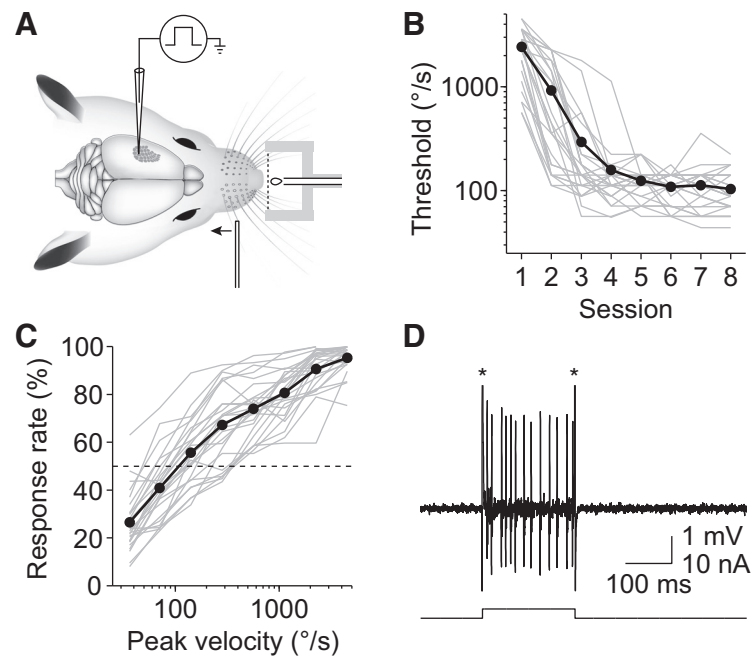 A
B
Threshold (°/s)
1000
100
1 2 3 4 5 6 7 8
Session
C
Response rate (%)
100
80
60
40
20
0
100 1000
Peak velocity (°/s)
D
* *
1 mV
10 nA
100 ms